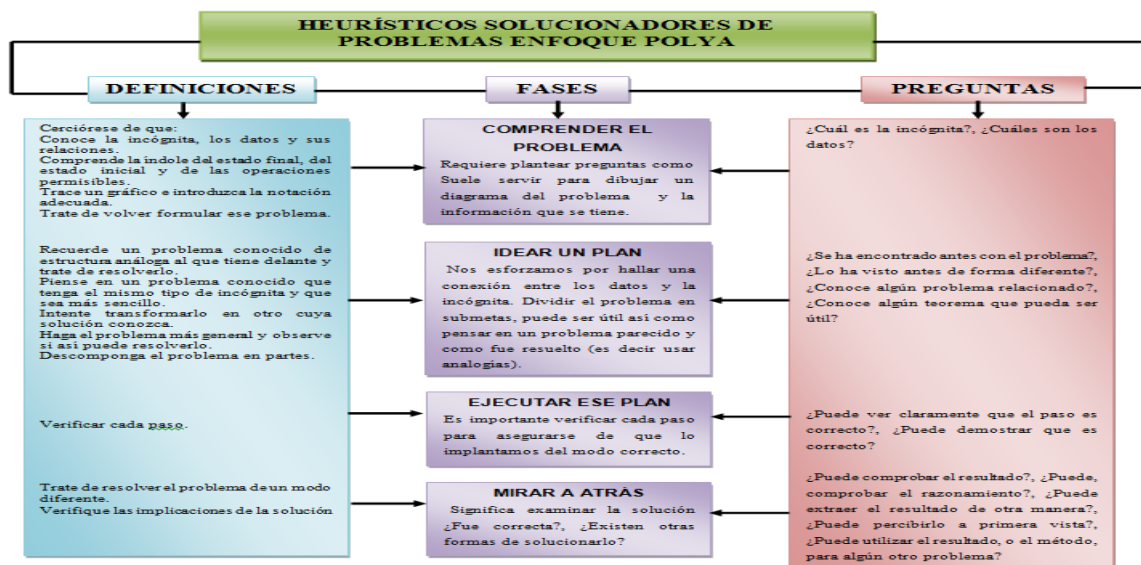 HEURÍSTICOS SOLUCIONADORES DE
PROBLEMAS ENFOQUE POLYA
DEFINICIONES
FASES
PREGUNTAS
Cerciórese de que:
Conoce la incógnita, los datos y sus
relaciones.
Comprende la índole del estado final, del
estado inicial y de las operaciones
permisibles.
Trace un gráfico e introduzca la notación
adecuada.
Trate de volver formular ese problema.
Recuerde un problema conocido de
estructura análoga al que tiene delante y
trate de resolverlo.
Piense en un problema conocido que
tenga el mismo tipo de incógnita y que
sea más sencillo.
Intente transformarlo en otro cuya
solución conozca.
Haga el problema más general y observe
si así puede resolverlo.
Descomponga el problema en partes.
Verificar cada paso.
Trate de resolver el problema de un modo
diferente.
Verifique las implicaciones de la solución
COMPRENDER EL
PROBLEMA
Requiere plantear preguntas como
Suele servir para dibujar un
diagrama del problema y la
información que se tiene.
IDEAR UN PLAN
Nos esforzamos por hallar una
conexión entre los datos y la
incógnita. Dividir el problema en
submetas, puede ser útil así como
pensar en un problema parecido y
como fue resuelto (es decir usar
analogías).
EJECUTAR ESE PLAN
Es importante verificar cada paso
para asegurarse de que lo
implantamos del modo correcto.
MIRAR A ATRÀS
Significa examinar la solución
¿Fue correcta?, ¿Existen otras
formas de solucionarlo?
¿Cuál es la incógnita?, ¿Cuáles son los
datos?
¿Se ha encontrado antes con el problema?,
¿Lo ha visto antes de forma diferente?,
¿Conoce algún problema relacionado?,
¿Conoce algún teorema que pueda ser
útil?
¿Puede ver claramente que el paso es
correcto?, ¿Puede demostrar que es
correcto?
¿Puede comprobar el resultado?, ¿Puede,
comprobar el razonamiento?, ¿Puede
extraer el resultado de otra manera?,
¿Puede percibirlo a primera vista?,
¿Puede utilizar el resultado, o el método,
para algún otro problema?